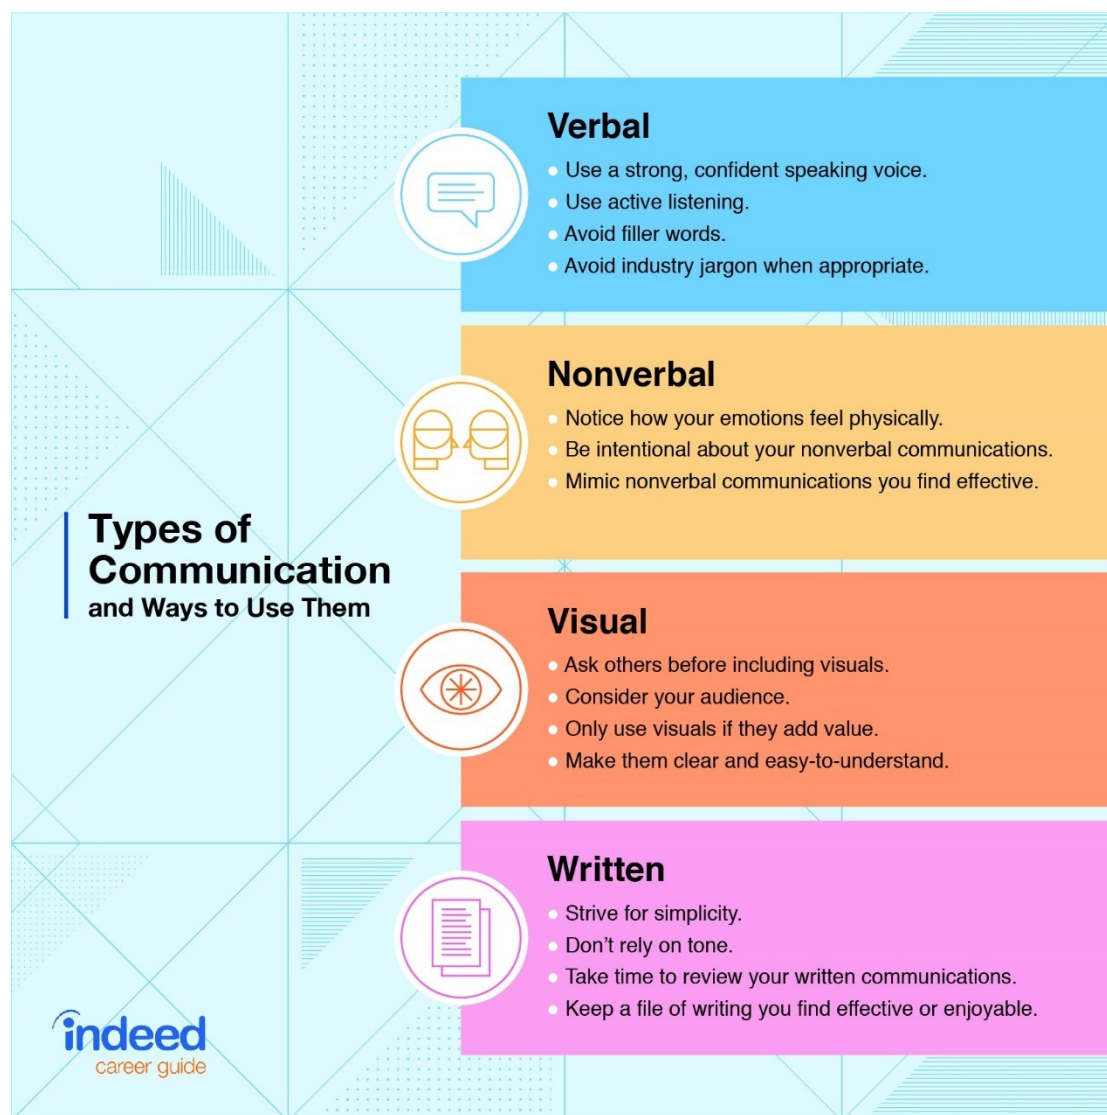 Types of
Communication
and Ways to Use Them
Verbal
• Use a strong, confident speaking voice.
• Use active listening.
• Avoid filler words.
• Avoid industry jargon when appropriate.
Nonverbal
• Notice how your emotions feel physically.
• Be intentional about your nonverbal communications.
• Mimic nonverbal communications you find effective.
Visual
• Ask others before including visuals.
• Consider your audience.
• Only use visuals if they add value.
• Make them clear and easy-to-understand.
Written
• Strive for simplicity.
• Don’t rely on tone.
• Take time to review your written communications.
• Keep a file of writing you find effective or enjoyable.
indeed
career guide